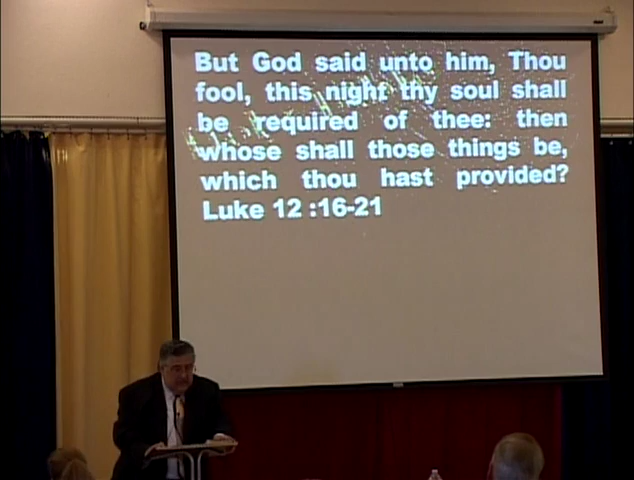 But God said unto him, Thou
fool, this night thy soul shall
be required of thee: then
whose shall those things be,
which thou hast provided?
Luke 12 :16-21